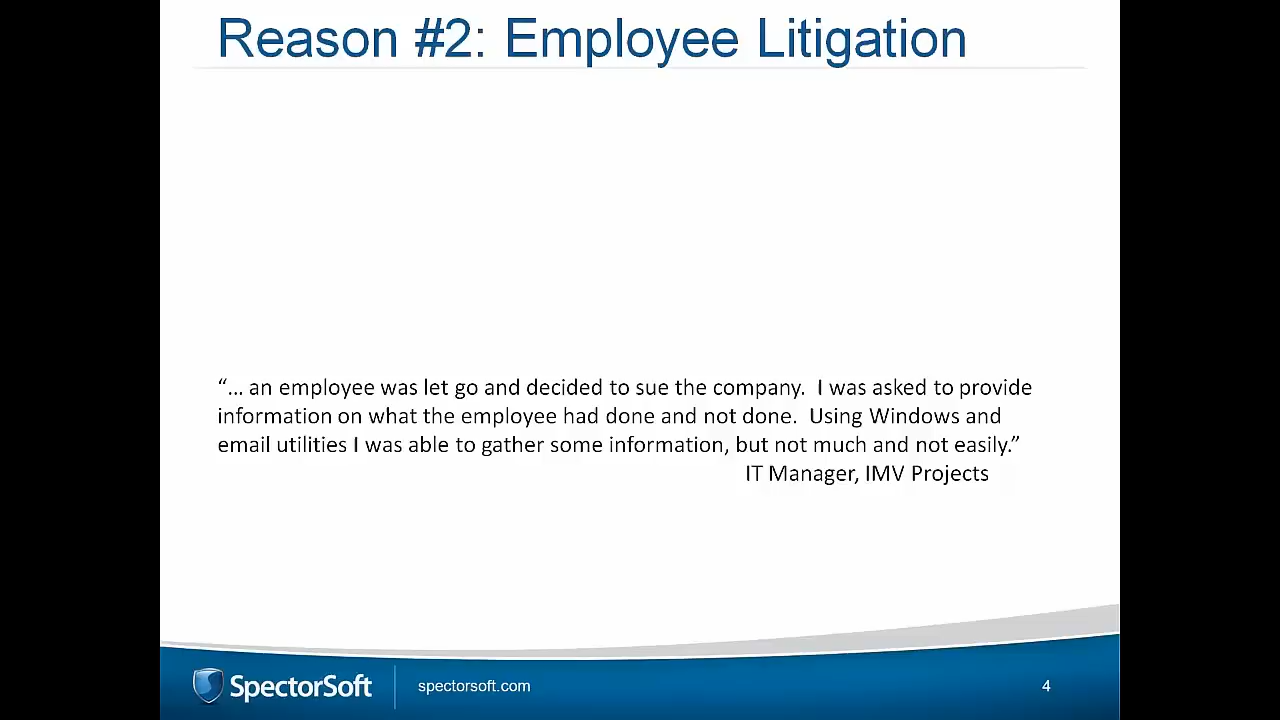 Reason #2: Employee Litigation
“... an employee was let go and decided to sue the company.  I was asked to provide
information on what the employee had done and not done.  Using Windows and
email utilities I was able to gather some information, but not much and not easily.”
IT Manager, IMV Projects
SpectorSoft
spectorsoft.com
4